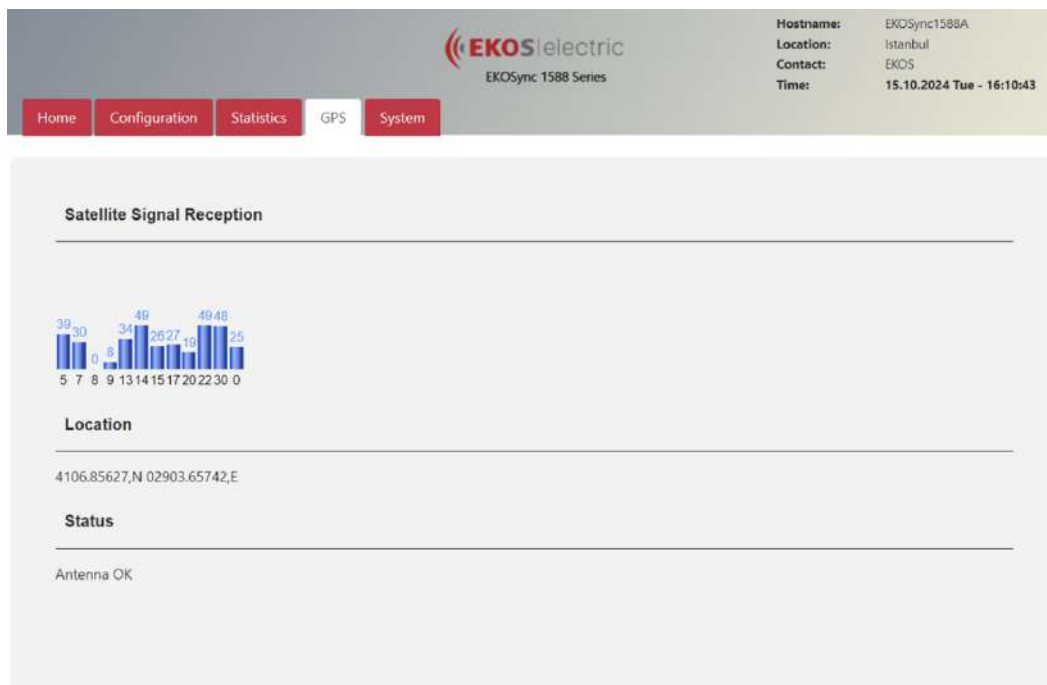 EKOS electric
EKOSync 1588 Series
Hostname: EKOSync1588A
Location: Istanbul
Contact: EKOS
Time: 15.10.2024 Tue - 16:10:43
Home Configuration Statistics GPS System
Satellite Signal Reception
39 30 0 8 34 49 26 27 19 49 48 25
5 7 8 9 13 14 15 17 20 22 30 0
Location
4106.85627,N 02903.65742,E
Status
Antenna OK